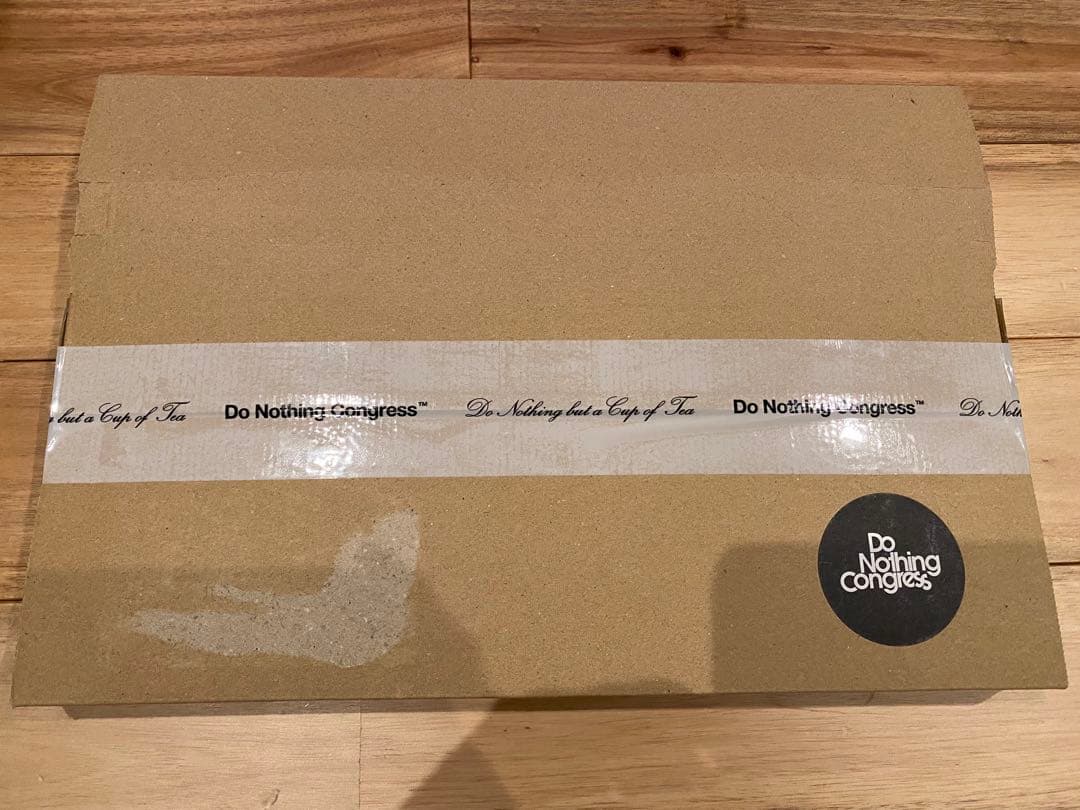 but a Cup of Tea Do Nothing Congress™ Do Nothing but a Cup of Tea Do Nothing Congress™ Do Noth
Do
Nothing
Congress